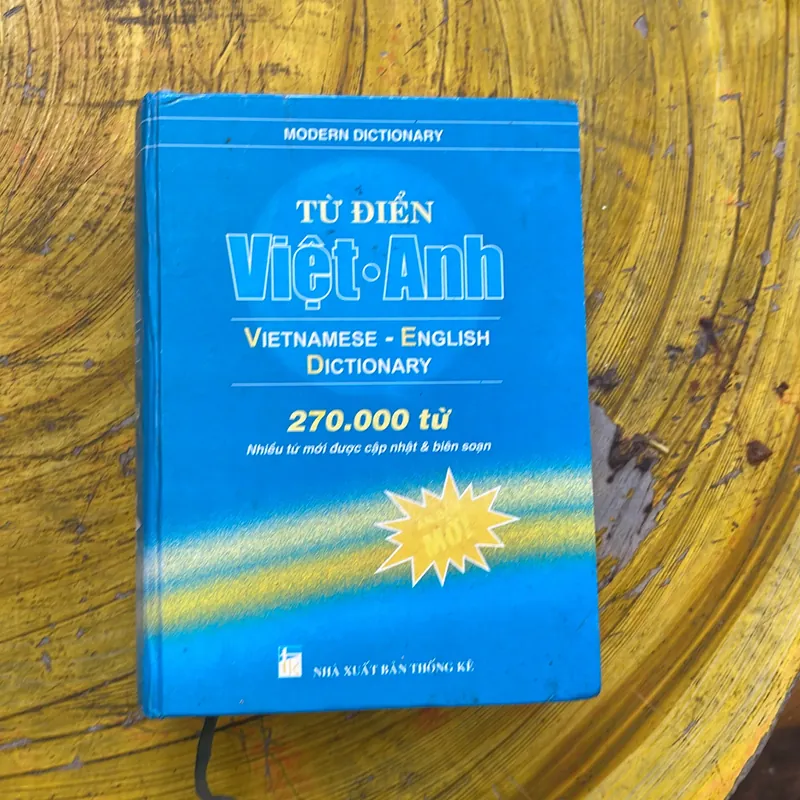 MODERN DICTIONARY
TỪ ĐIỂN
Việt•Anh
VIETNAMESE - ENGLISH
DICTIONARY
270.000 từ
Nhiều từ mới được cập nhật & biên soạn
MỚI
NHÀ XUẤT BẢN THỐNG KÊ